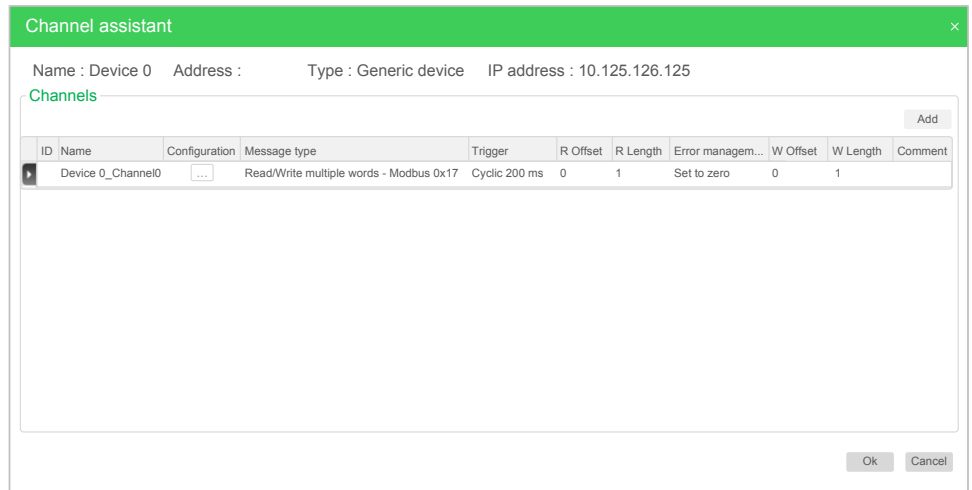 Channel assistant ×
Name : Device 0 Address : Type : Generic device IP address : 10.125.126.125
Channels
Add
ID Name Configuration Message type Trigger R Offset R Length Error managem... W Offset W Length Comment
Device 0_Channel0 ... Read/Write multiple words - Modbus 0x17 Cyclic 200 ms 0 1 Set to zero 0 1
Ok Cancel